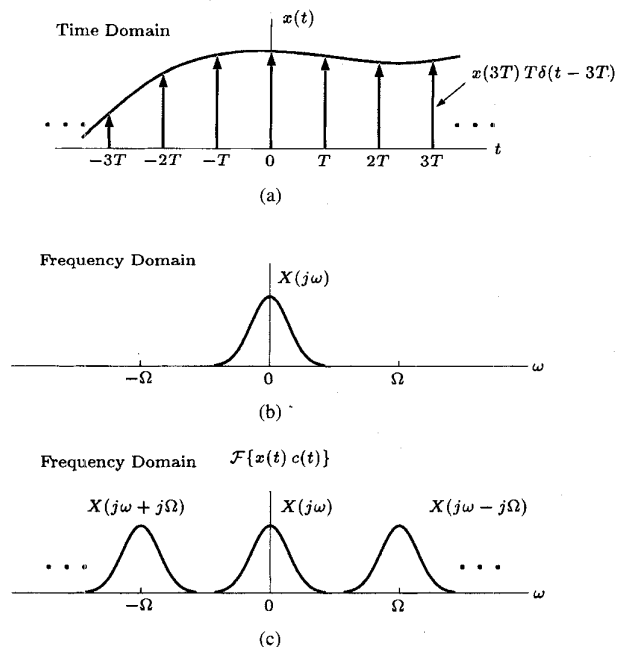 x(t)
Time Domain
x(3T) Tδ(t − 3T)
−3T −2T −T 0 T 2T 3T t
(a)
Frequency Domain
X(jω)
−Ω 0 Ω ω
(b)
Frequency Domain F{x(t) c(t)}
X(jω + jΩ) X(jω) X(jω − jΩ)
−Ω 0 Ω ω
(c)